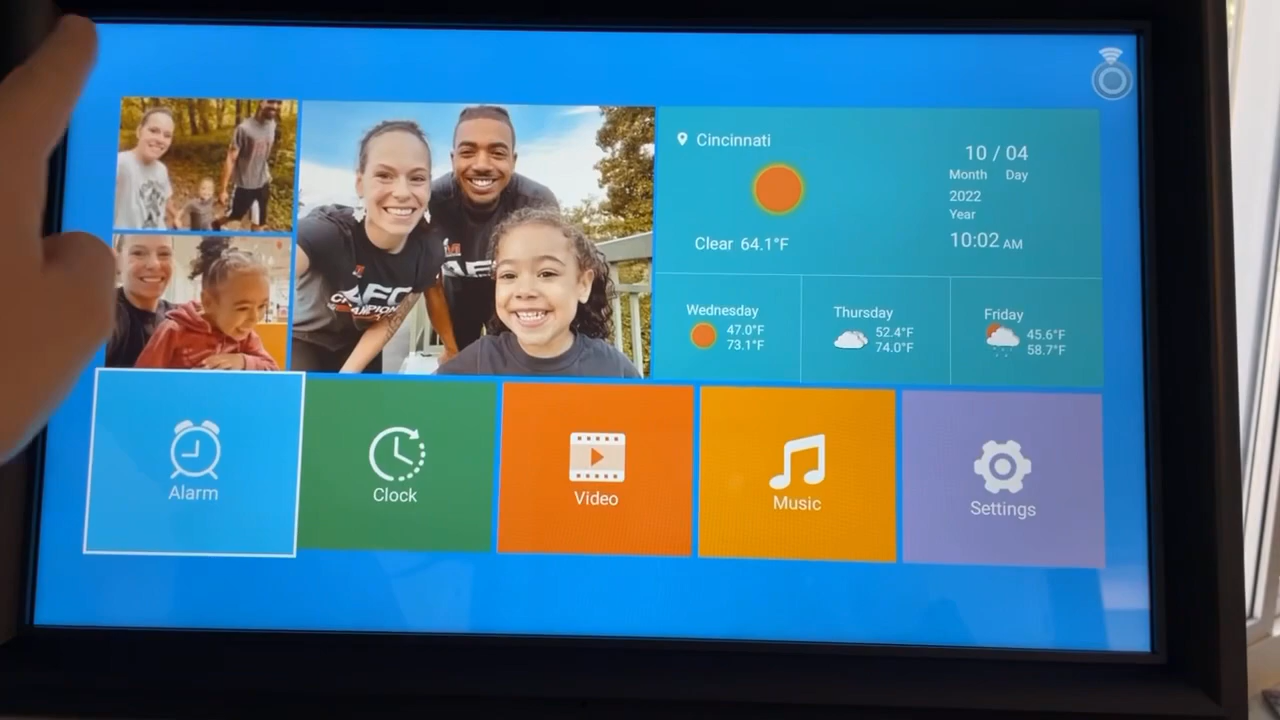 Cincinnati
10 / 04
Month Day
2022
Year
10:02 AM
Clear 64.1°F
Wednesday
47.0°F
73.1°F
Thursday
52.4°F
74.0°F
Friday
45.6°F
58.7°F
AFC
Alarm
Clock
Video
Music
Settings